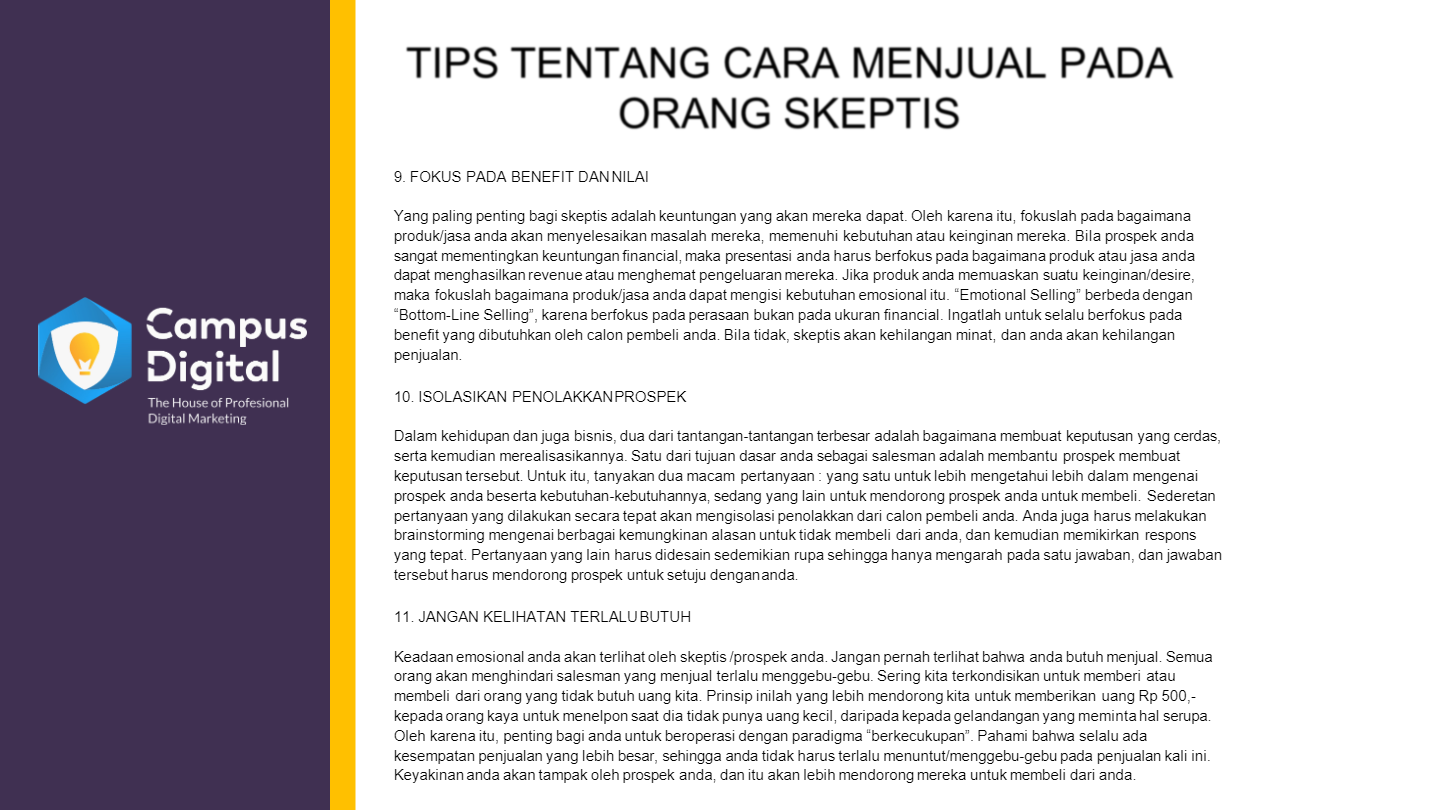 Campus
Digital
The House of Profesional
Digital Marketing
TIPS TENTANG CARA MENJUAL PADA
ORANG SKEPTIS
9. FOKUS PADA BENEFIT DAN NILAI
Yang paling penting bagi skeptis adalah keuntungan yang akan mereka dapat. Oleh karena itu, fokuslah pada bagaimana
produk/jasa anda akan menyelesaikan masalah mereka, memenuhi kebutuhan atau keinginan mereka. Bila prospek anda
sangat mementingkan keuntungan financial, maka presentasi anda harus berfokus pada bagaimana produk atau jasa anda
dapat menghasilkan revenue atau menghemat pengeluaran mereka. Jika produk anda memuaskan suatu keinginan/desire,
maka fokuslah bagaimana produk/jasa anda dapat mengisi kebutuhan emosional itu. “Emotional Selling” berbeda dengan
“Bottom-Line Selling”, karena berfokus pada perasaan bukan pada ukuran financial. Ingatlah untuk selalu berfokus pada
benefit yang dibutuhkan oleh calon pembeli anda. Bila tidak, skeptis akan kehilangan minat, dan anda akan kehilangan
penjualan.
10. ISOLASIKAN PENOLAKKAN PROSPEK
Dalam kehidupan dan juga bisnis, dua dari tantangan-tantangan terbesar adalah bagaimana membuat keputusan yang cerdas,
serta kemudian merealisasikannya. Satu dari tujuan dasar anda sebagai salesman adalah membantu prospek membuat
keputusan tersebut. Untuk itu, tanyakan dua macam pertanyaan : yang satu untuk lebih mengetahui lebih dalam mengenai
prospek anda beserta kebutuhan-kebutuhannya, sedang yang lain untuk mendorong prospek anda untuk membeli. Sederetan
pertanyaan yang dilakukan secara tepat akan mengisolasi penolakkan dari calon pembeli anda. Anda juga harus melakukan
brainstorming mengenai berbagai kemungkinan alasan untuk tidak membeli dari anda, dan kemudian memikirkan respons
yang tepat. Pertanyaan yang lain harus didesain sedemikian rupa sehingga hanya mengarah pada satu jawaban, dan jawaban
tersebut harus mendorong prospek untuk setuju dengan anda.
11. JANGAN KELIHATAN TERLALU BUTUH
Keadaan emosional anda akan terlihat oleh skeptis /prospek anda. Jangan pernah terlihat bahwa anda butuh menjual. Semua
orang akan menghindari salesman yang menjual terlalu menggebu-gebu. Sering kita terkondisikan untuk memberi atau
membeli dari orang yang tidak butuh uang kita. Prinsip inilah yang lebih mendorong kita untuk memberikan uang Rp 500,-
kepada orang kaya untuk menelpon saat dia tidak punya uang kecil, daripada kepada gelandangan yang meminta hal serupa.
Oleh karena itu, penting bagi anda untuk beroperasi dengan paradigma “berkecukupan”. Pahami bahwa selalu ada
kesempatan penjualan yang lebih besar, sehingga anda tidak harus terlalu menuntut/menggebu-gebu pada penjualan kali ini.
Keyakinan anda akan tampak oleh prospek anda, dan itu akan lebih mendorong mereka untuk membeli dari anda.